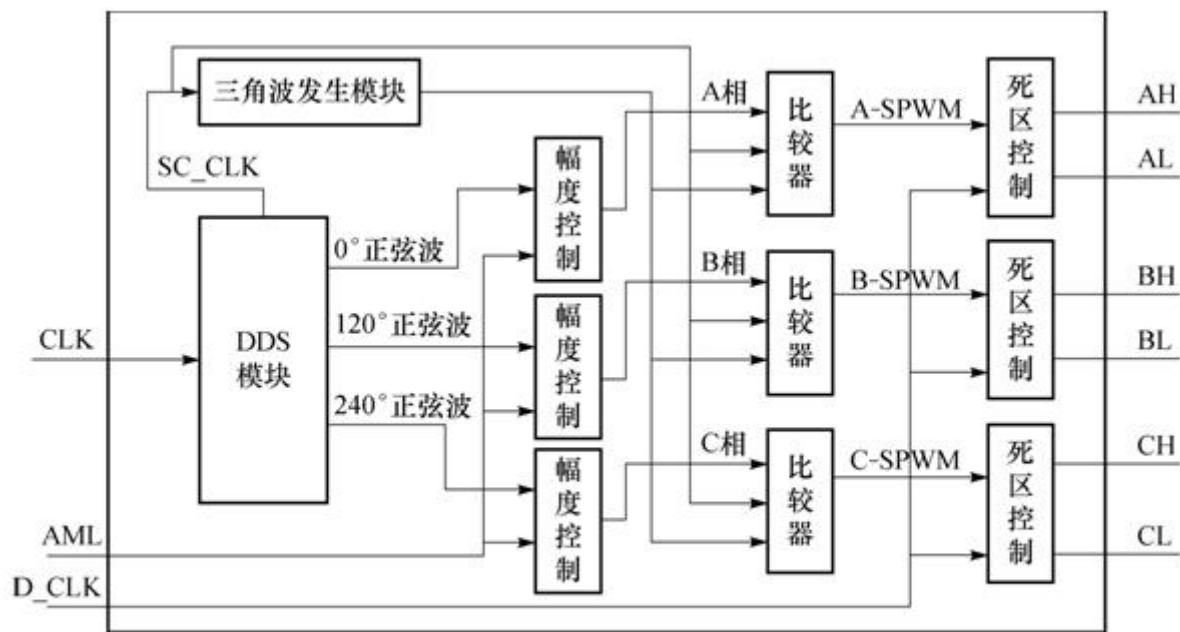 三角波发生模块
SC_CLK
DDS
模块
0°正弦波
120°正弦波
240°正弦波
CLK
AML
D_CLK
幅度控制
幅度控制
幅度控制
A相
B相
C相
比较器
比较器
比较器
A-SPWM
B-SPWM
C-SPWM
死区控制
死区控制
死区控制
AH
AL
BH
BL
CH
CL